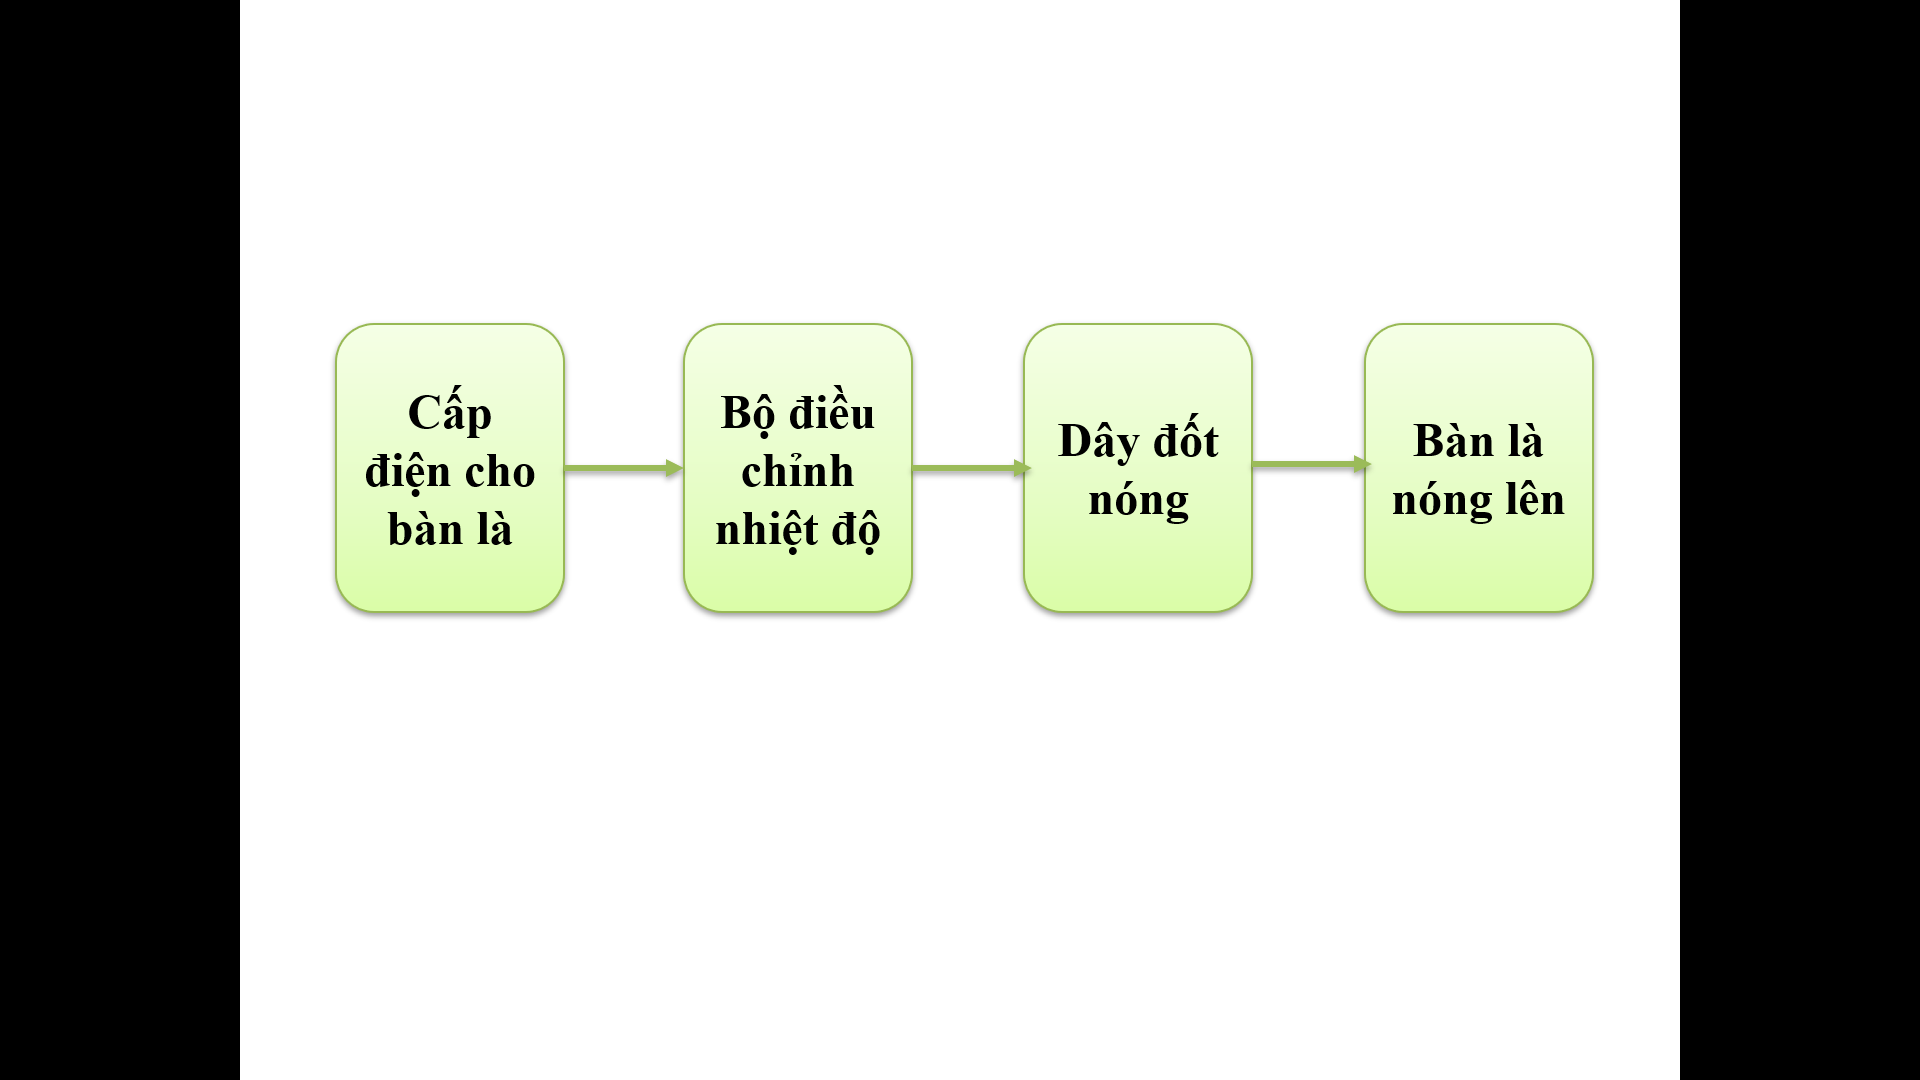 Cấp
điện cho
bàn là
Bộ điều
chỉnh
nhiệt độ
Dây đốt
nóng
Bàn là
nóng lên